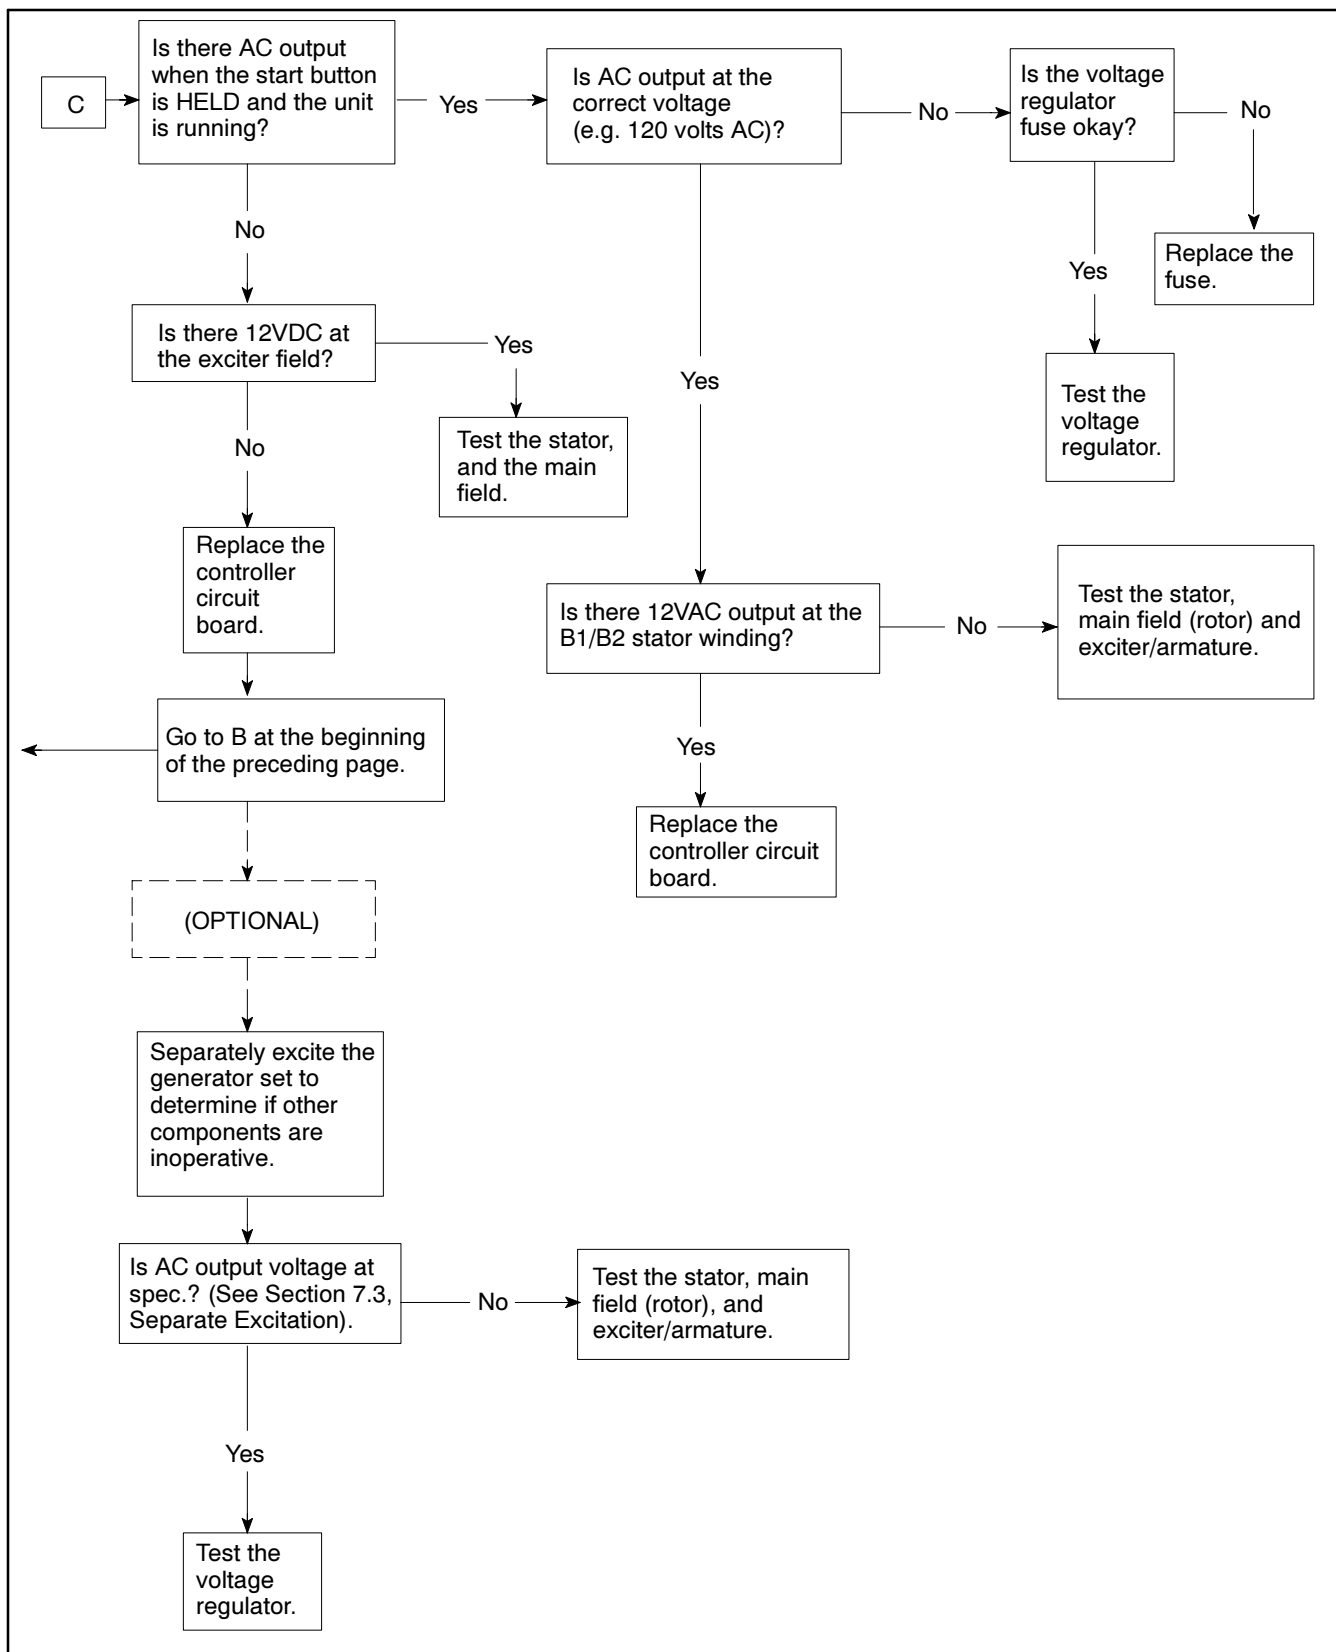 C
Is there AC output
when the start button
is HELD and the unit
is running?
Yes
Is AC output at the
correct voltage
(e.g. 120 volts AC)?
No
Is the voltage
regulator
fuse okay?
No
Replace the
fuse.
Yes
Test the
voltage
regulator.
No
Is there 12VDC at
the exciter field?
Yes
Test the stator,
and the main
field.
No
Replace the
controller
circuit
board.
Go to B at the beginning
of the preceding page.
Yes
Is there 12VAC output at the
B1/B2 stator winding?
No
Test the stator,
main field (rotor) and
exciter/armature.
Yes
Replace the
controller circuit
board.
(OPTIONAL)
Separately excite the
generator set to
determine if other
components are
inoperative.
Is AC output voltage at
spec.? (See Section 7.3,
Separate Excitation).
No
Test the stator, main
field (rotor), and
exciter/armature.
Yes
Test the
voltage
regulator.